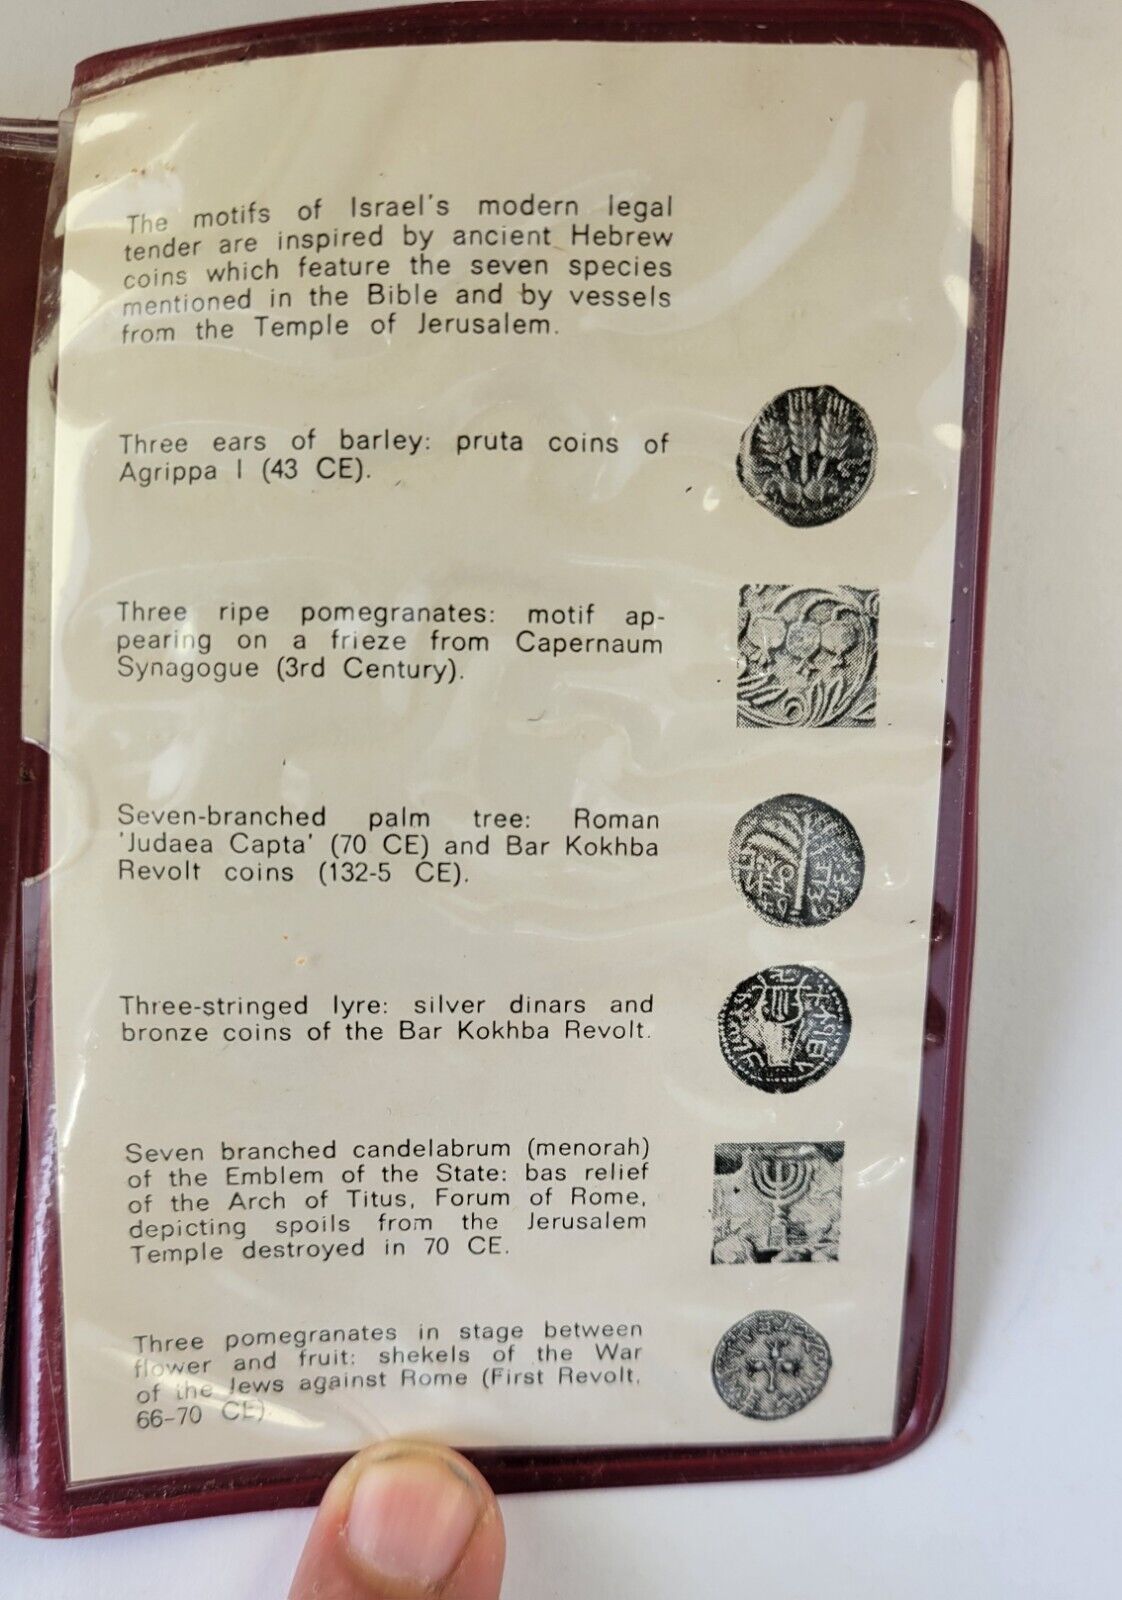 The motifs of Israel's modern legal
tender are inspired by ancient Hebrew
coins which feature the seven species
mentioned in the Bible and by vessels
from the Temple of Jerusalem.
Three ears of barley: pruta coins of
Agrippa I (43 CE).
Three ripe pomegranates: motif ap-
pearing on a frieze from Capernaum
Synagogue (3rd Century).
Seven-branched palm tree: Roman
'Judaea Capta' (70 CE) and Bar Kokhba
Revolt coins (132-5 CE).
Three-stringed lyre: silver dinars and
bronze coins of the Bar Kokhba Revolt.
Seven branched candelabrum (menorah)
of the Emblem of the State: bas relief
of the Arch of Titus, Forum of Rome,
depicting spoils from the Jerusalem
Temple destroyed in 70 CE.
Three pomegranates in stage between
flower and fruit: shekels of the War
of the Jews against Rome (First Revolt,
66-70 CE)